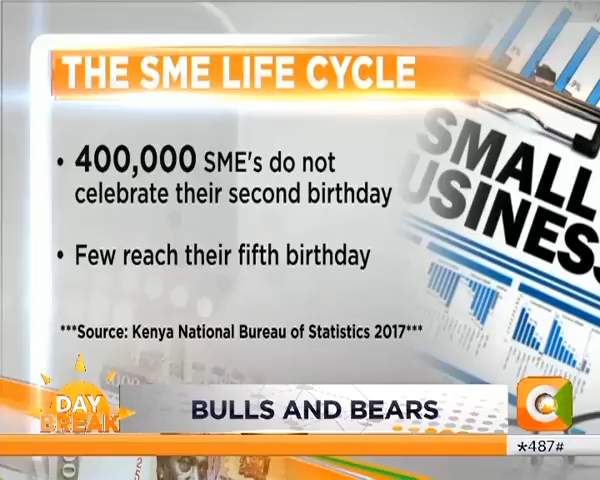 THE SME LIFE CYCLE
• 400,000 SME's do not
celebrate their second birthday
• Few reach their fifth birthday
***Source: Kenya National Bureau of Statistics 2017***
SMALL
USINESS
DAY
BREAK
BULLS AND BEARS
*487#